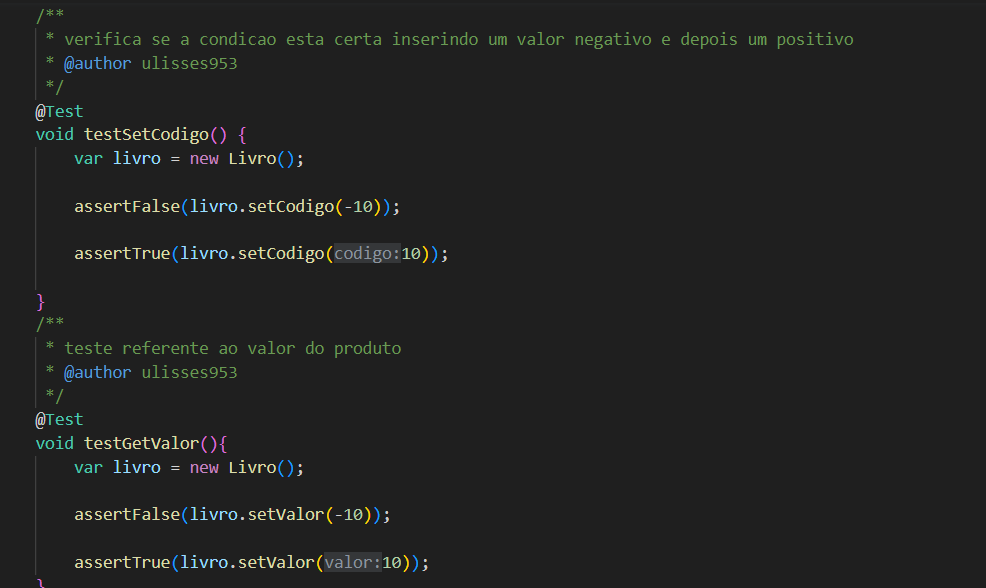 /**
 * verifica se a condicao esta certa inserindo um valor negativo e depois um positivo
 * @author ulisses953
 */
@Test
void testSetCodigo() {
    var livro = new Livro();
    assertFalse(livro.setCodigo(-10));
    assertTrue(livro.setCodigo(codigo:10));
}
/**
 * teste referente ao valor do produto
 * @author ulisses953
 */
@Test
void testGetValor(){
    var livro = new Livro();
    assertFalse(livro.setValor(-10));
    assertTrue(livro.setValor(valor:10));
}